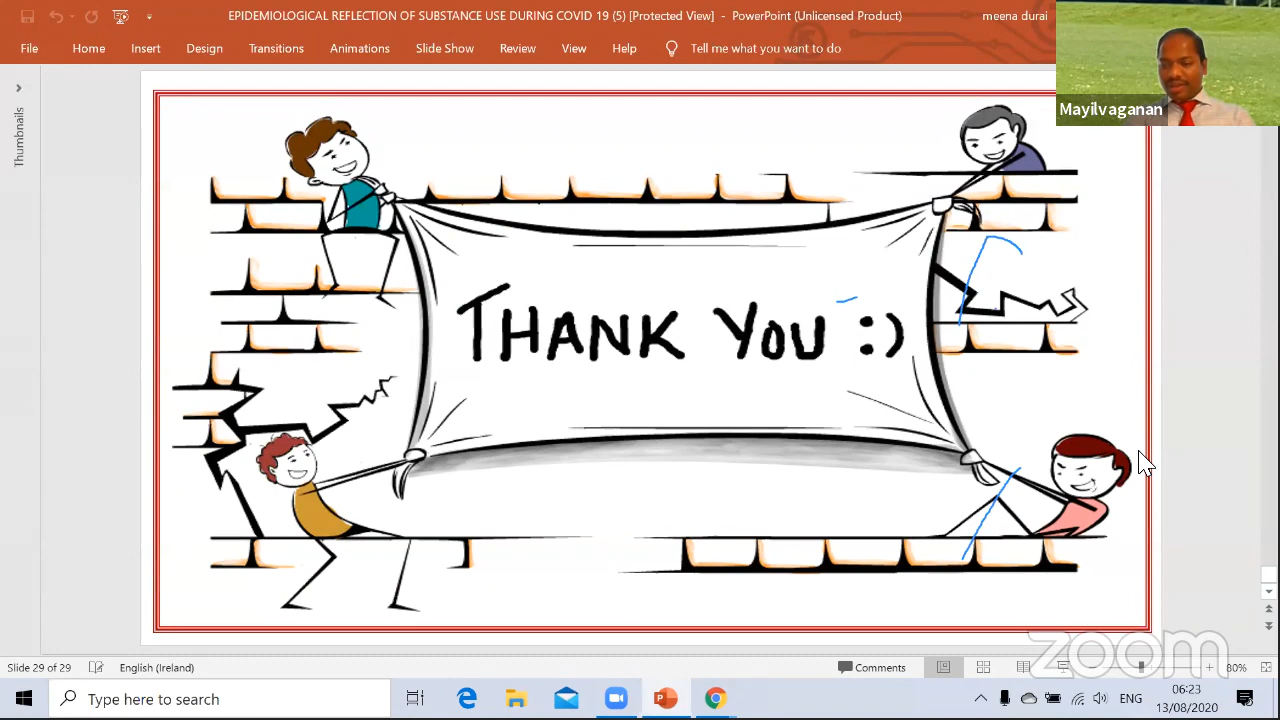 EPIDEMIOLOGICAL REFLECTION OF SUBSTANCE USE DURING COVID 19 (5) [Protected View] - PowerPoint (Unlicensed Product)
meena durai
File Home Insert Design Transitions Animations Slide Show Review View Help Tell me what you want to do
Mayilvaganan
Thumbnails
THANK YOU :)
zoom
Slide 29 of 29 English (Ireland) Comments 80%
Type here to search
ENG
06:23
13/08/2020